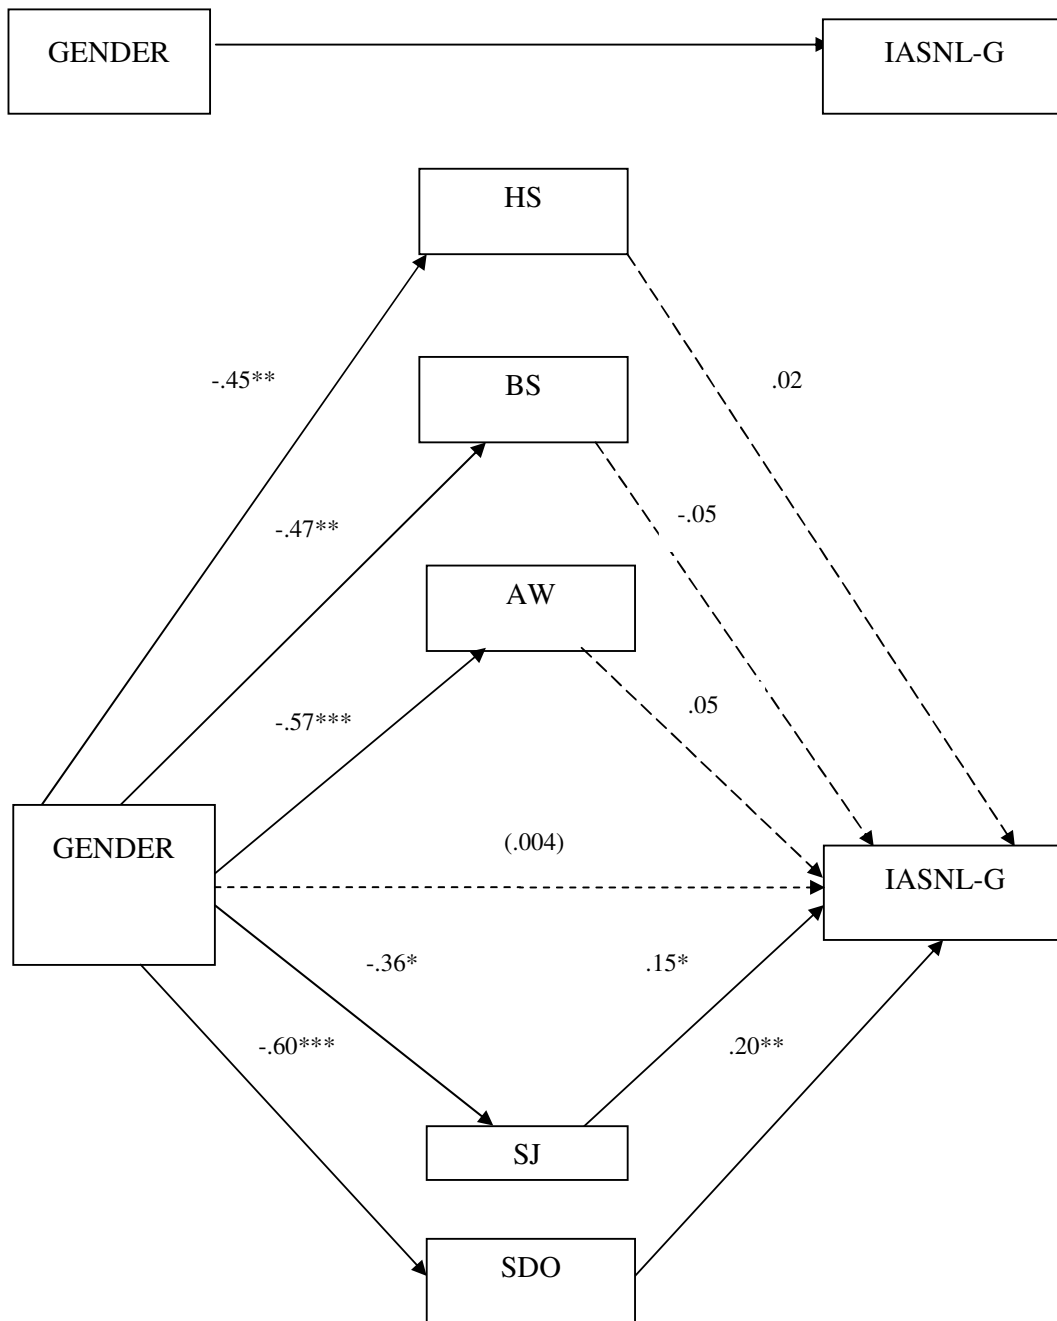 GENDER
IASNL-G
HS
-.45**
.02
BS
-.47**
-.05
AW
-.57***
.05
GENDER
(.004)
IASNL-G
-.36*
.15*
-.60***
.20**
SJ
SDO